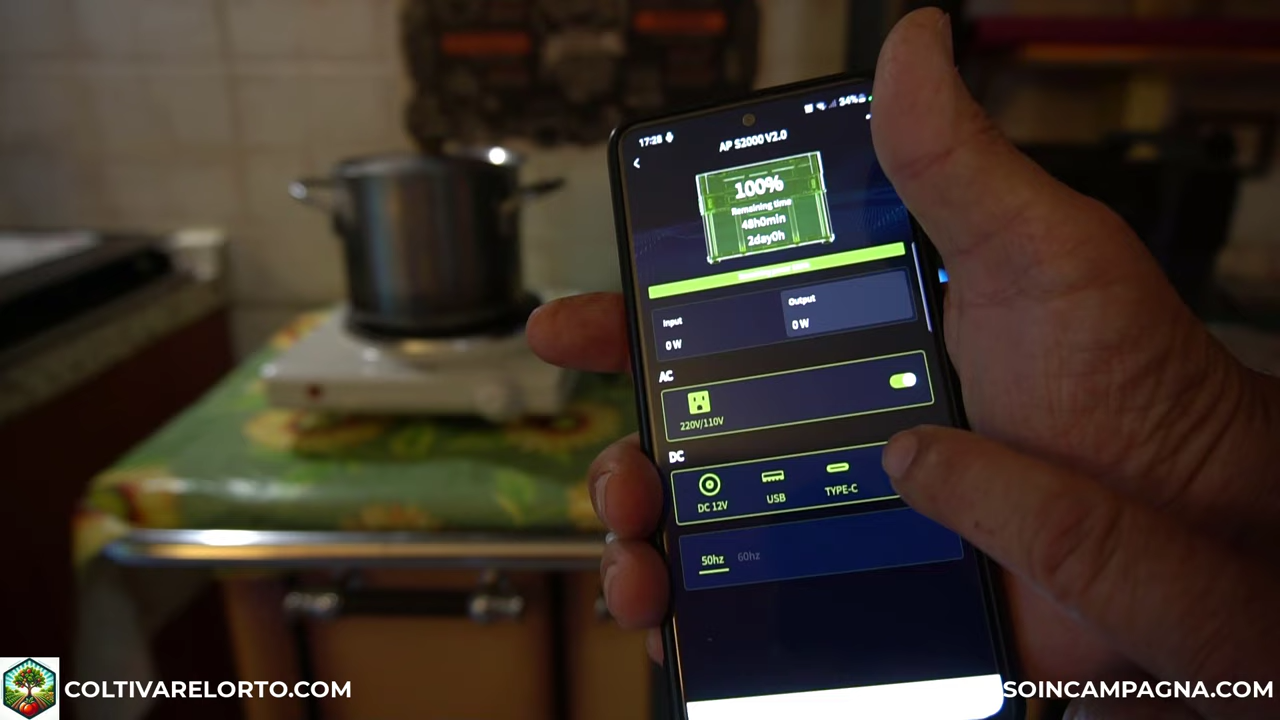 17:28
34%
AP S2000 V2.0
100%
Remaining time
48h0min
2day0h
Input
0 W
Output
0 W
AC
220V/110V
DC
DC 12V
USB
TYPE-C
50hz
60hz
COLTIVARELORTO.COM
SOINCAMPAGNA.COM